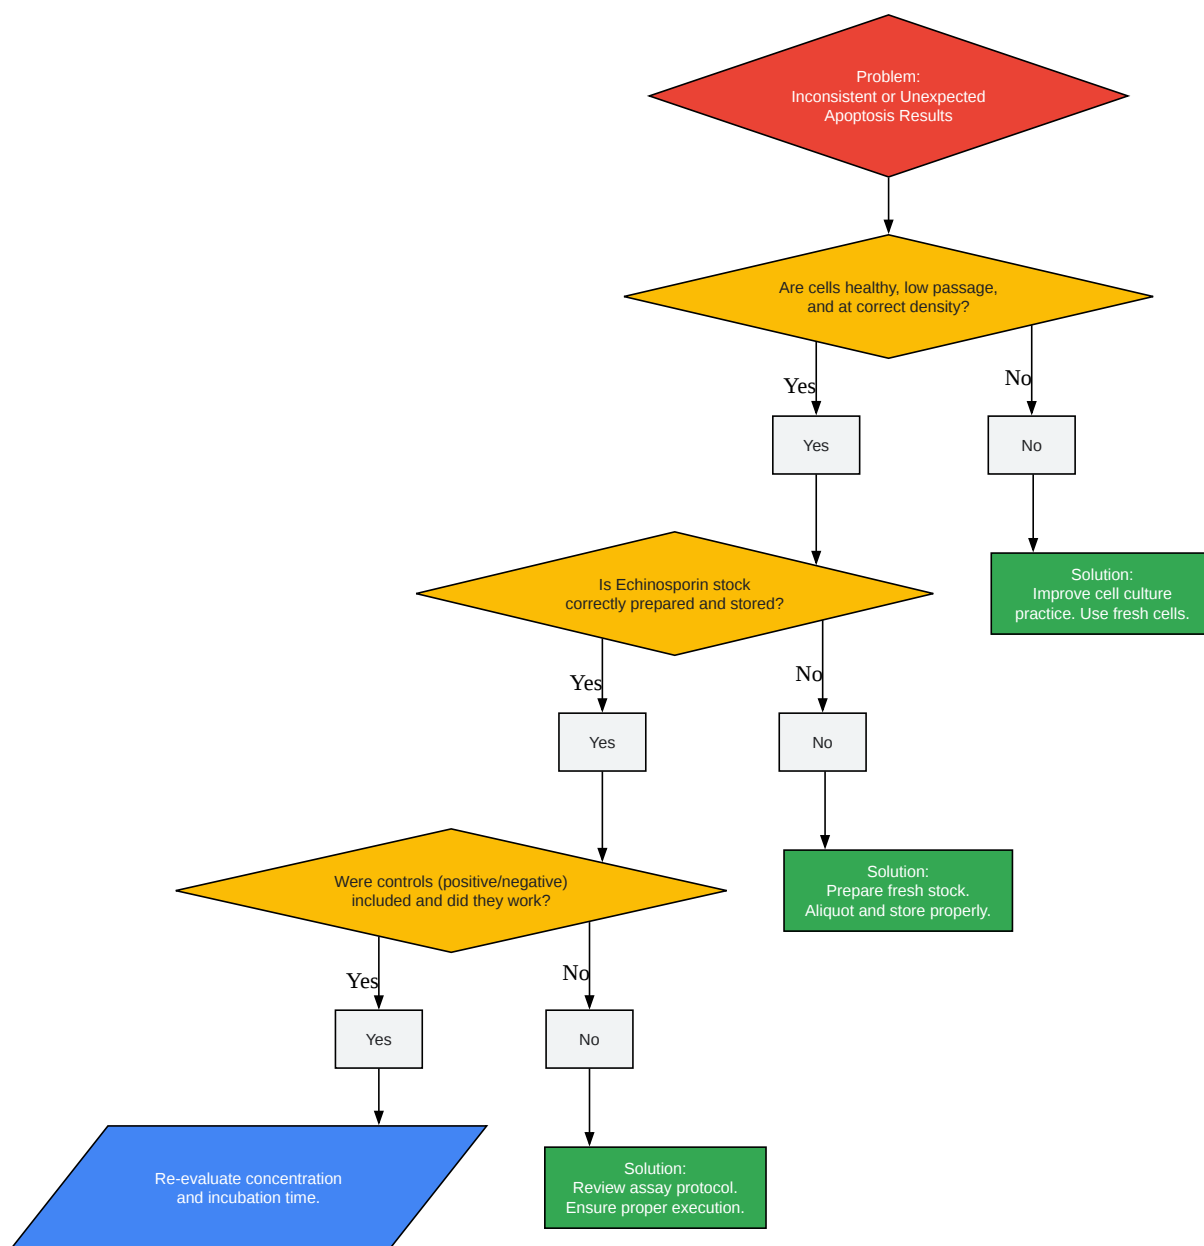 Problem:
Inconsistent or Unexpected
Apoptosis Results
Are cells healthy, low passage,
and at correct density?
Yes
No
Yes
No
Is Echinosporin stock
correctly prepared and stored?
Solution:
Improve cell culture
practice. Use fresh cells.
Yes
No
Yes
No
Were controls (positive/negative)
included and did they work?
Solution:
Prepare fresh stock.
Aliquot and store properly.
Yes
No
Yes
No
Re-evaluate concentration
and incubation time.
Solution:
Review assay protocol.
Ensure proper execution.